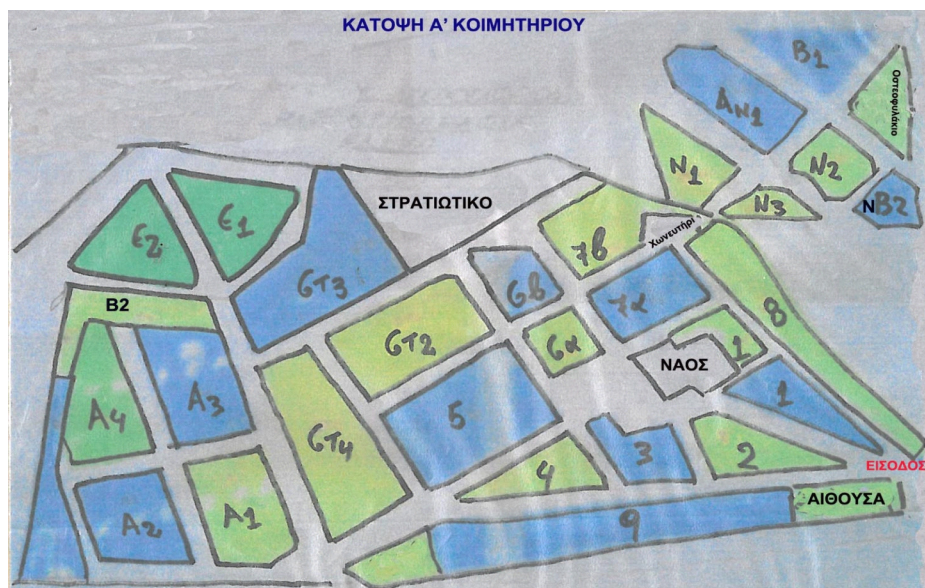 ΚΑΤΟΨΗ Α' ΚΟΙΜΗΤΗΡΙΟΥ
Β1
ΑΝ1
Οστεοφυλάκιο
Ν1
Ν2
Ν3
ΝΒ2
ΣΤΡΑΤΙΩΤΙΚΟ
Ε2
Ε1
7β
Χωνευτήρι
6β
7α
8
ΣΤ3
Β2
ΣΤ2
6α
ΝΑΟΣ
1
1
Α4
Α3
5
ΣΤ4
4
3
2
ΕΙΣΟΔΟΣ
ΑΙΘΟΥΣΑ
Α2
Α1
9